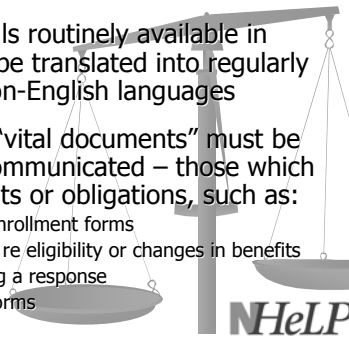 ls routinely available in
be translated into regularly
on-English languages
“vital documents” must be
ommunicated – those which
ts or obligations, such as:
nrollment forms
re eligibility or changes in benefits
g a response
orms
NHeLP